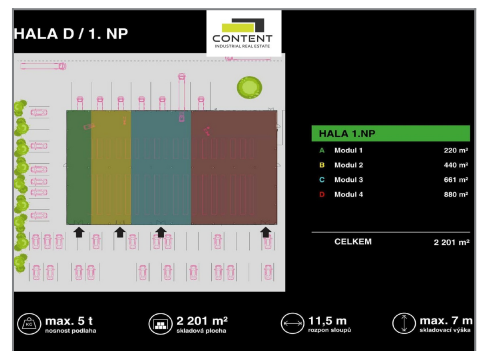 HALA D / 1. NP
CONTENT
INDUSTRIAL REAL ESTATE
HALA 1.NP
A Modul 1 220 m²
B Modul 2 440 m²
C Modul 3 661 m²
D Modul 4 880 m²
CELKEM 2 201 m²
KG
max. 5 t
nosnost podlaha
2 201 m²
skladová plocha
11,5 m
rozpon sloupů
max. 7 m
skladovací výška